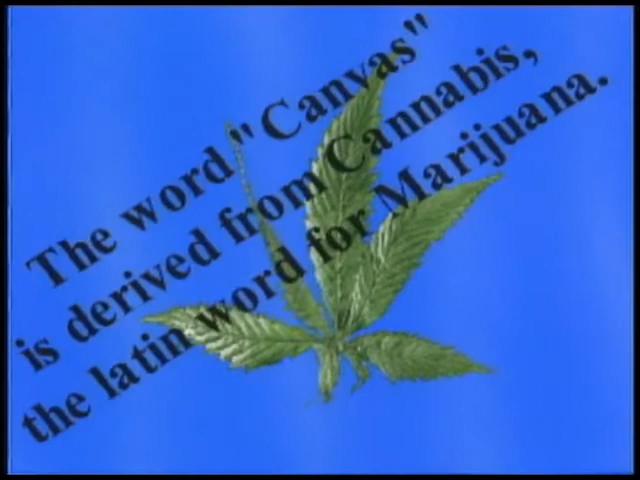 The word "Canvas"
is derived from Cannabis,
the latin word for Marijuana.